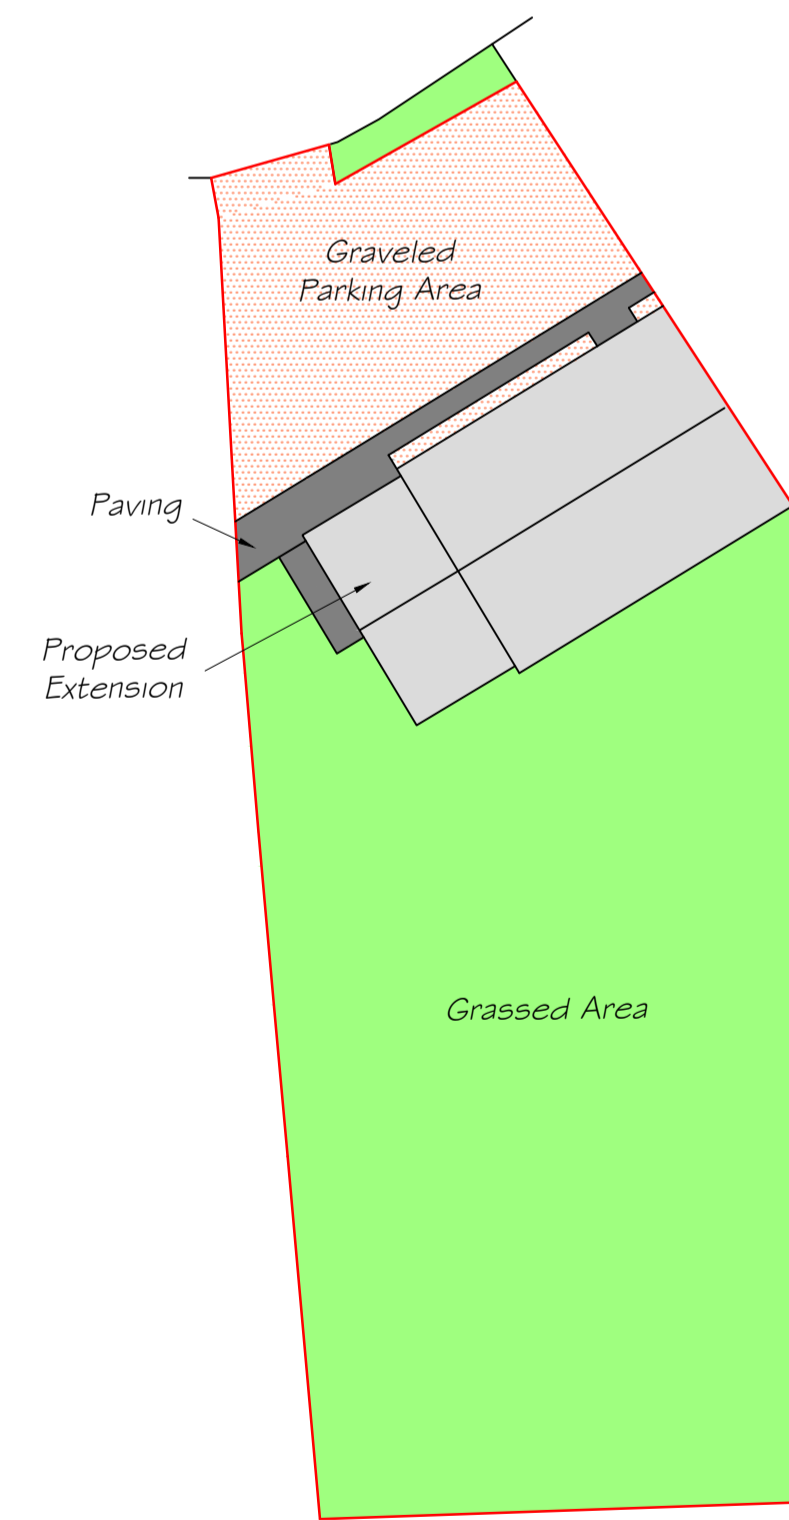 Graveled
Parking Area
Paving
Proposed
Extension
Grassed Area